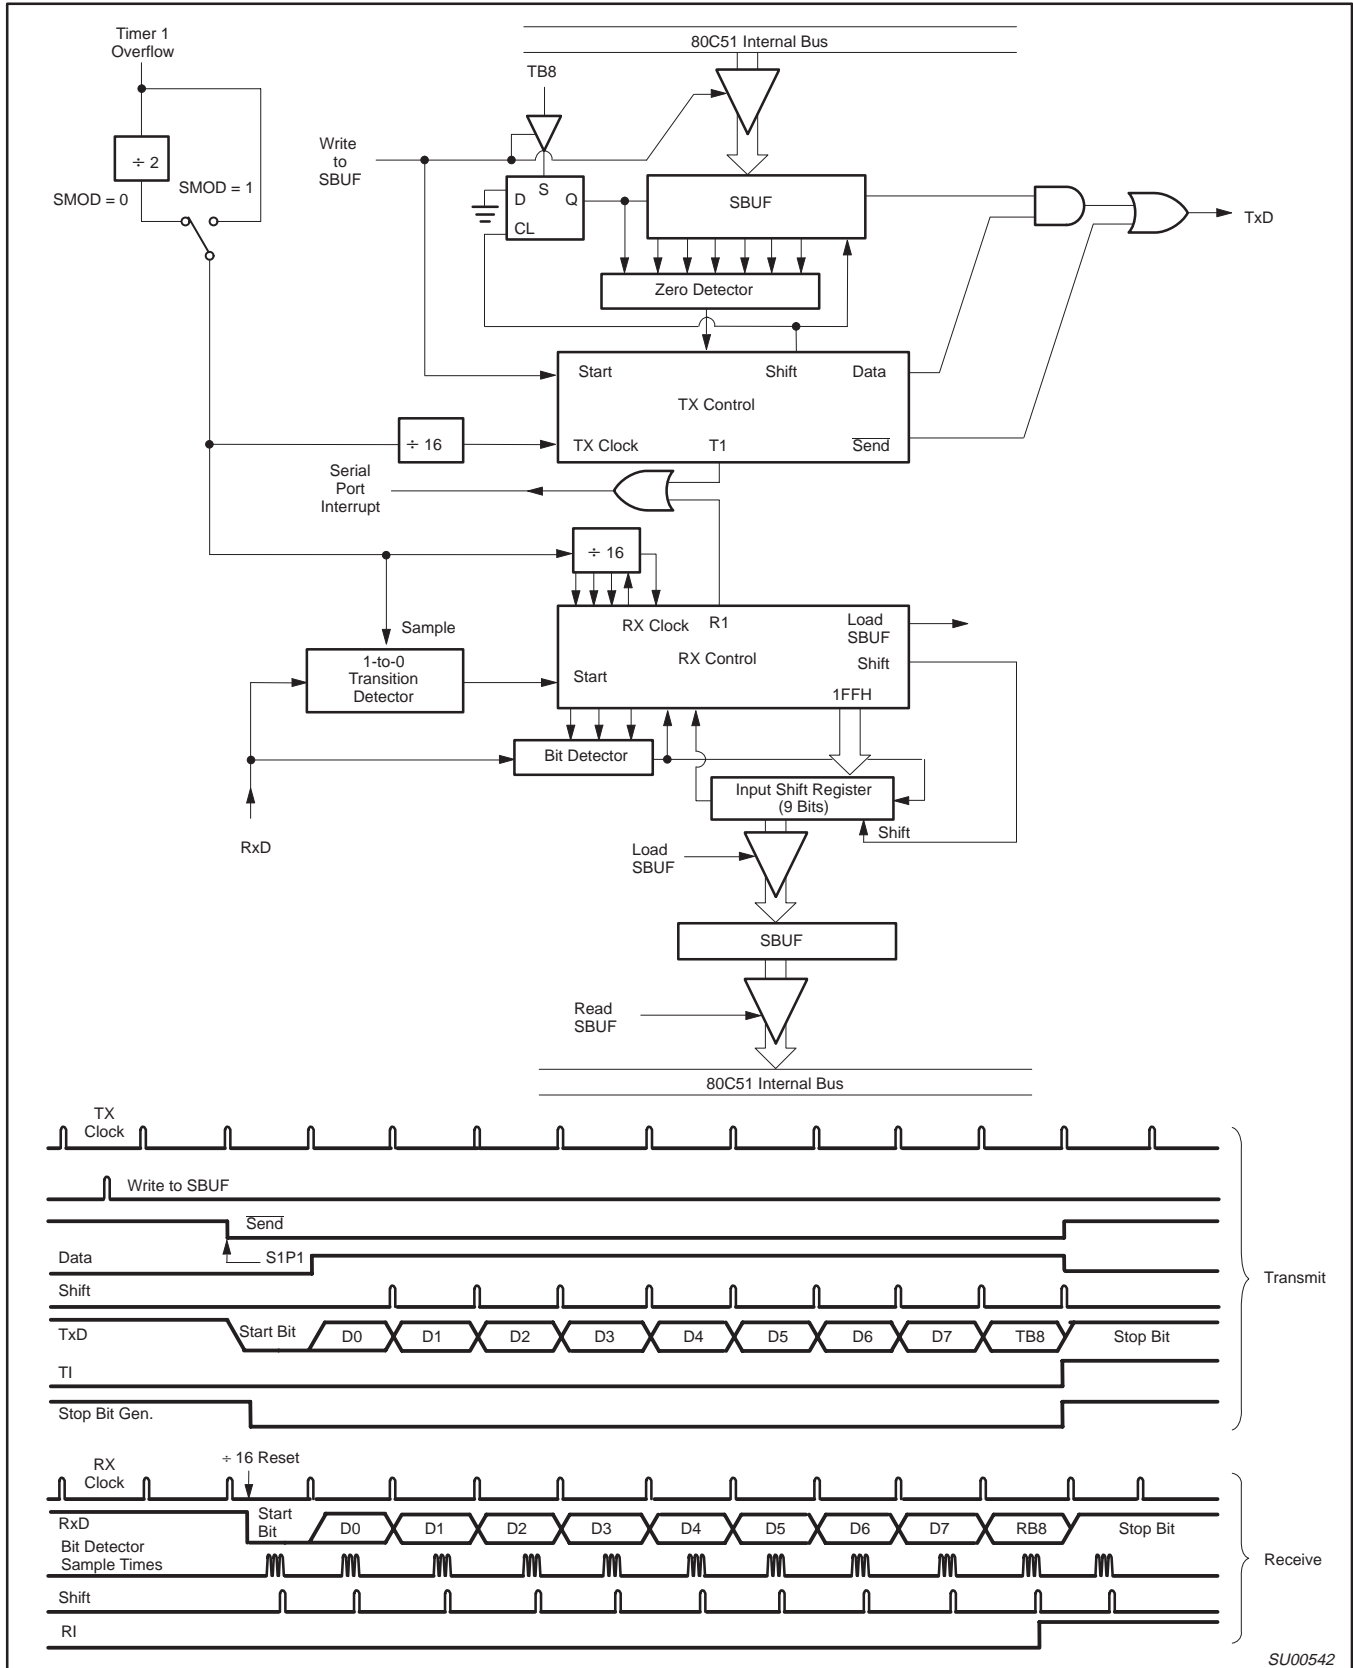 Timer 1
Overflow
80C51 Internal Bus
TB8
Write
to
SBUF
÷ 2
SMOD = 1
SMOD = 0
S
D
Q
CL
SBUF
TxD
Zero Detector
Start
Shift
Data
TX Control
÷ 16
TX Clock
T1
Send
Serial
Port
Interrupt
÷ 16
Sample
RX Clock
R1
Load
SBUF
RX Control
Shift
Start
1FFH
1-to-0
Transition
Detector
Bit Detector
Input Shift Register
(9 Bits)
Shift
RxD
Load
SBUF
SBUF
Read
SBUF
80C51 Internal Bus
TX
Clock
Write to SBUF
Send
Data
S1P1
Shift
TxD
Start Bit
D0
D1
D2
D3
D4
D5
D6
D7
TB8
Stop Bit
TI
Stop Bit Gen.
Transmit
÷ 16 Reset
RX
Clock
RxD
Start
Bit
D0
D1
D2
D3
D4
D5
D6
D7
RB8
Stop Bit
Bit Detector
Sample Times
Shift
RI
Receive
SU00542